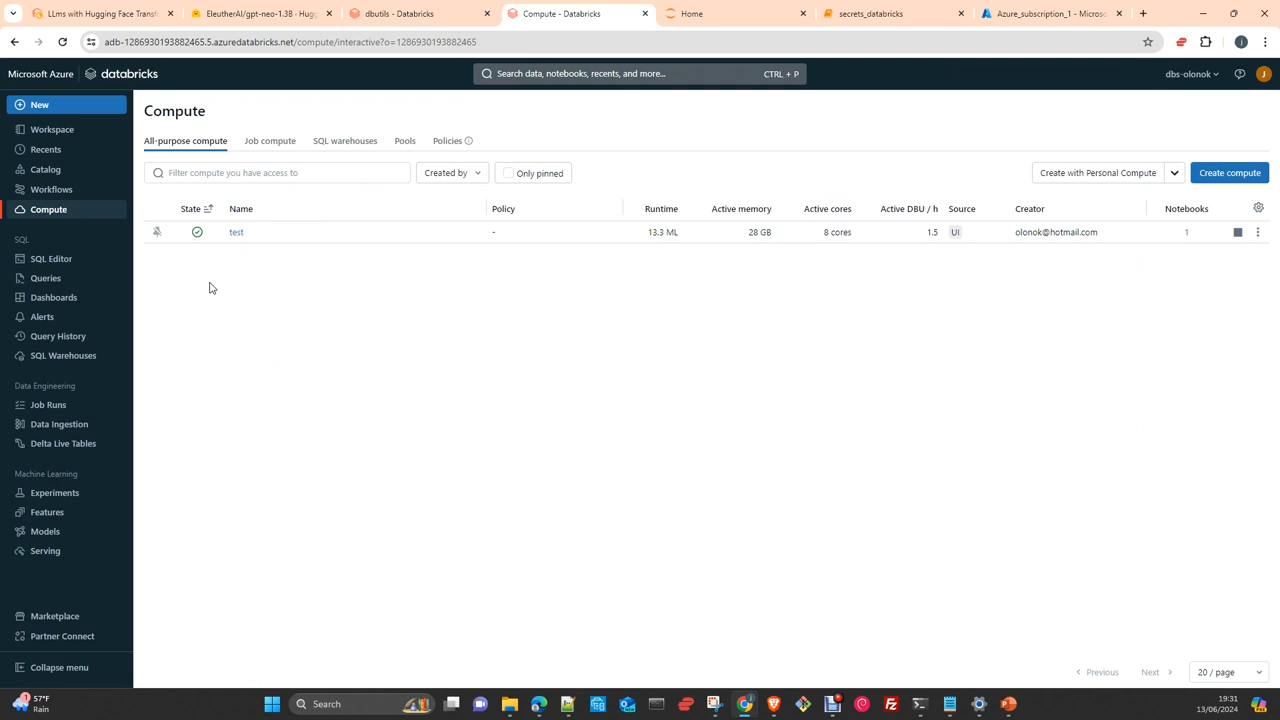 LLms with Hugging Face Transf
EleutherAI/gpt-neo-1.3B · Hugg
dbutils - Databricks
Compute - Databricks
Home
secrets_databricks
Azure_subscription_1 - Microso
adb-1286930193882465.5.azuredatabricks.net/compute/interactive?o=1286930193882465
Microsoft Azure
databricks
Search data, notebooks, recents, and more...
CTRL + P
dbs-olonok
J
New
Workspace
Recents
Catalog
Workflows
Compute
SQL
SQL Editor
Queries
Dashboards
Alerts
Query History
SQL Warehouses
Data Engineering
Job Runs
Data Ingestion
Delta Live Tables
Machine Learning
Experiments
Features
Models
Serving
Marketplace
Partner Connect
Collapse menu
Compute
All-purpose compute
Job compute
SQL warehouses
Pools
Policies
Filter compute you have access to
Created by
Only pinned
Create with Personal Compute
Create compute
State Name Policy Runtime Active memory Active cores Active DBU / h Source Creator Notebooks
test - 13.3 ML 28 GB 8 cores 1.5 UI olonok@hotmail.com 1
Previous
Next
20 / page
57°F
Rain
Search
19:31
13/06/2024